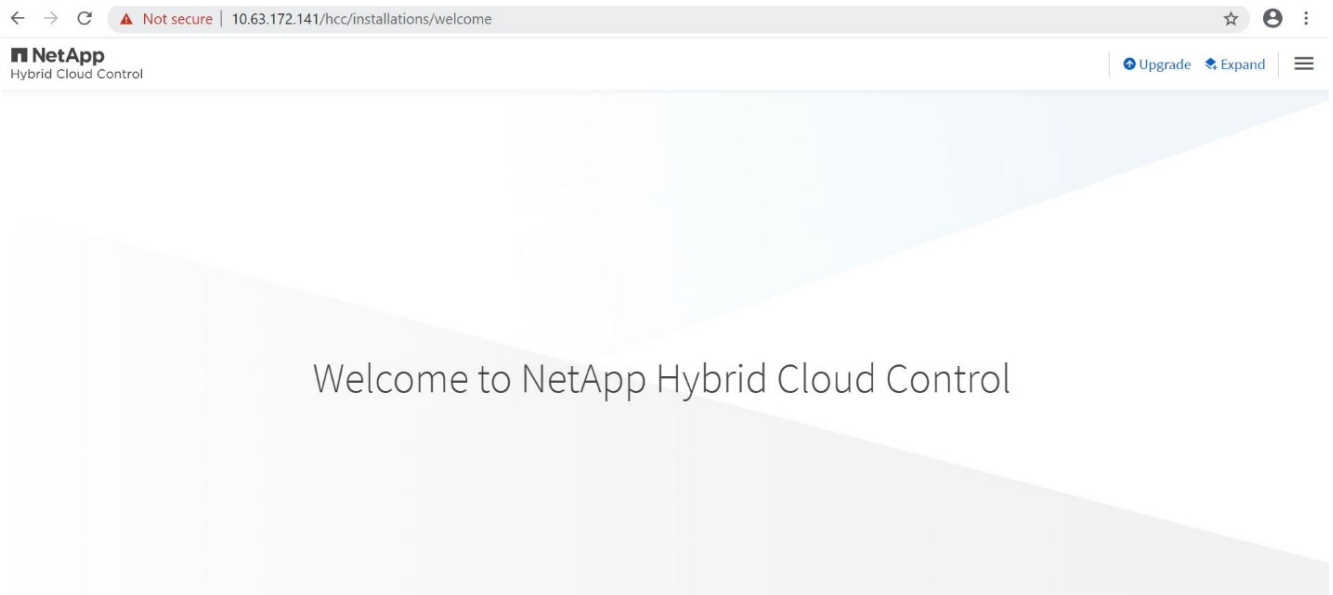 Not secure | 10.63.172.141/hcc/installations/welcome
NetApp
Hybrid Cloud Control
Upgrade Expand
Welcome to NetApp Hybrid Cloud Control